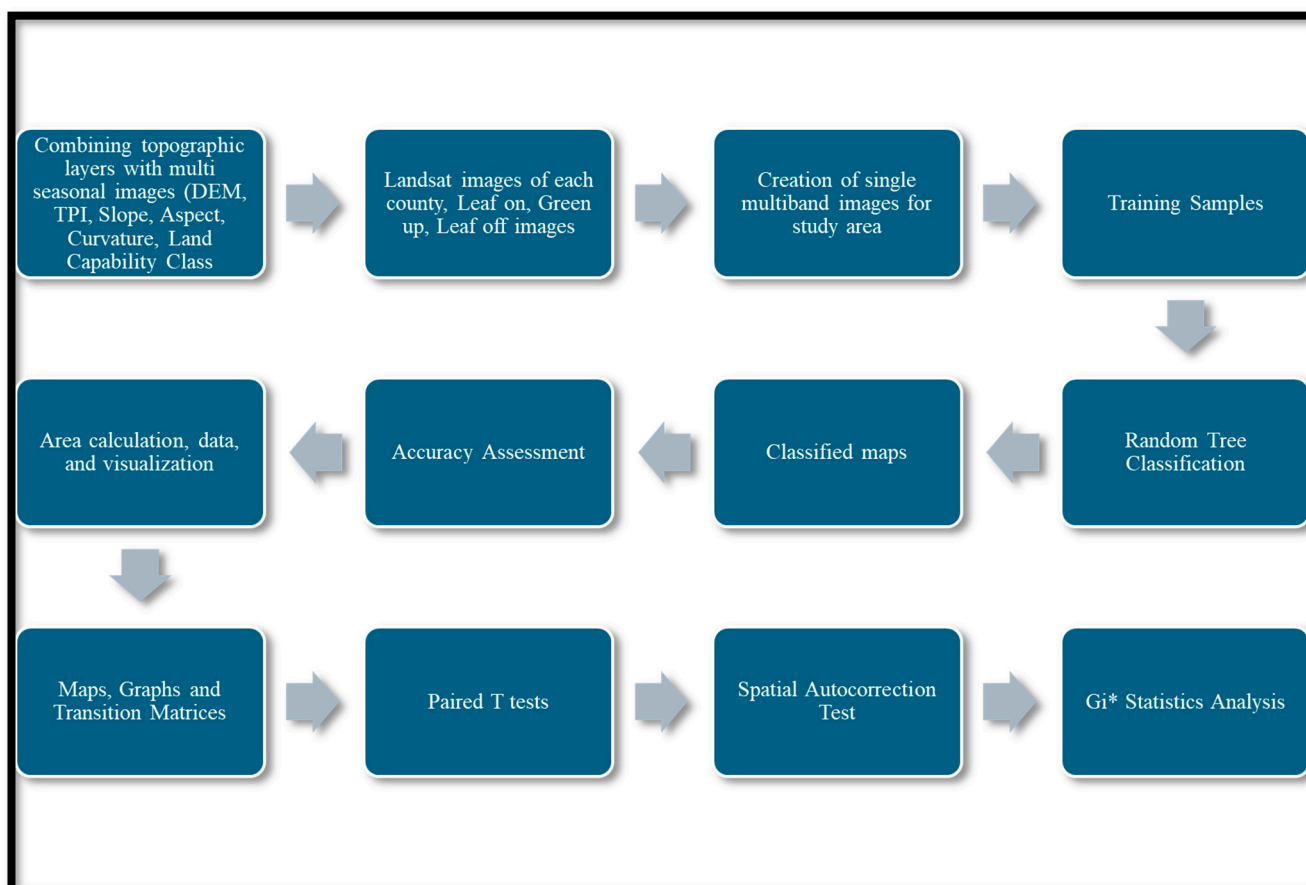 Combining topographic
layers with multi
seasonal images (DEM,
TPI, Slope, Aspect,
Curvature, Land
Capability Class
Landsat images of each
county, Leaf on, Green
up, Leaf off images
Creation of single
multiband images for
study area
Training Samples
Random Tree
Classification
Classified maps
Accuracy Assessment
Area calculation, data,
and visualization
Maps, Graphs and
Transition Matrices
Paired T tests
Spatial Autocorrection
Test
Gi* Statistics Analysis